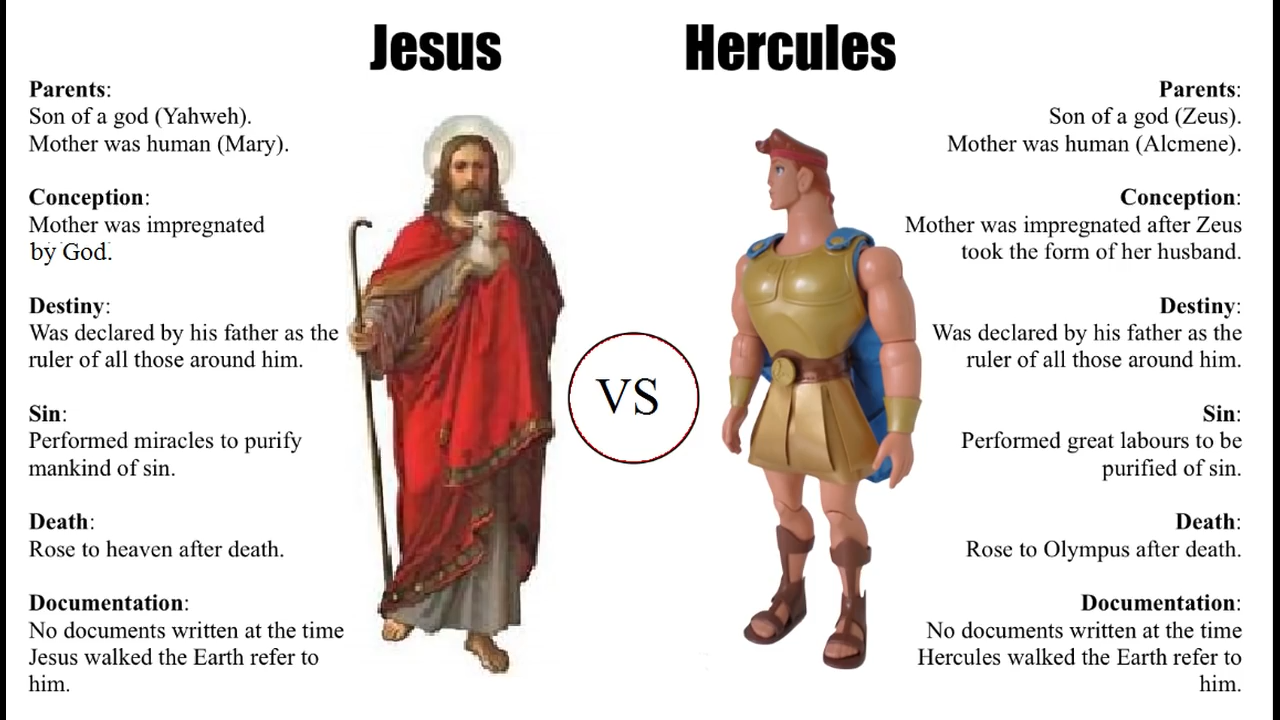 Jesus
Parents:
Son of a god (Yahweh).
Mother was human (Mary).
Conception:
Mother was impregnated
by God.
Destiny:
Was declared by his father as the
ruler of all those around him.
Sin:
Performed miracles to purify
mankind of sin.
Death:
Rose to heaven after death.
Documentation:
No documents written at the time
Jesus walked the Earth refer to
him.
VS
Hercules
Parents:
Son of a god (Zeus).
Mother was human (Alcmene).
Conception:
Mother was impregnated after Zeus
took the form of her husband.
Destiny:
Was declared by his father as the
ruler of all those around him.
Sin:
Performed great labours to be
purified of sin.
Death:
Rose to Olympus after death.
Documentation:
No documents written at the time
Hercules walked the Earth refer to
him.